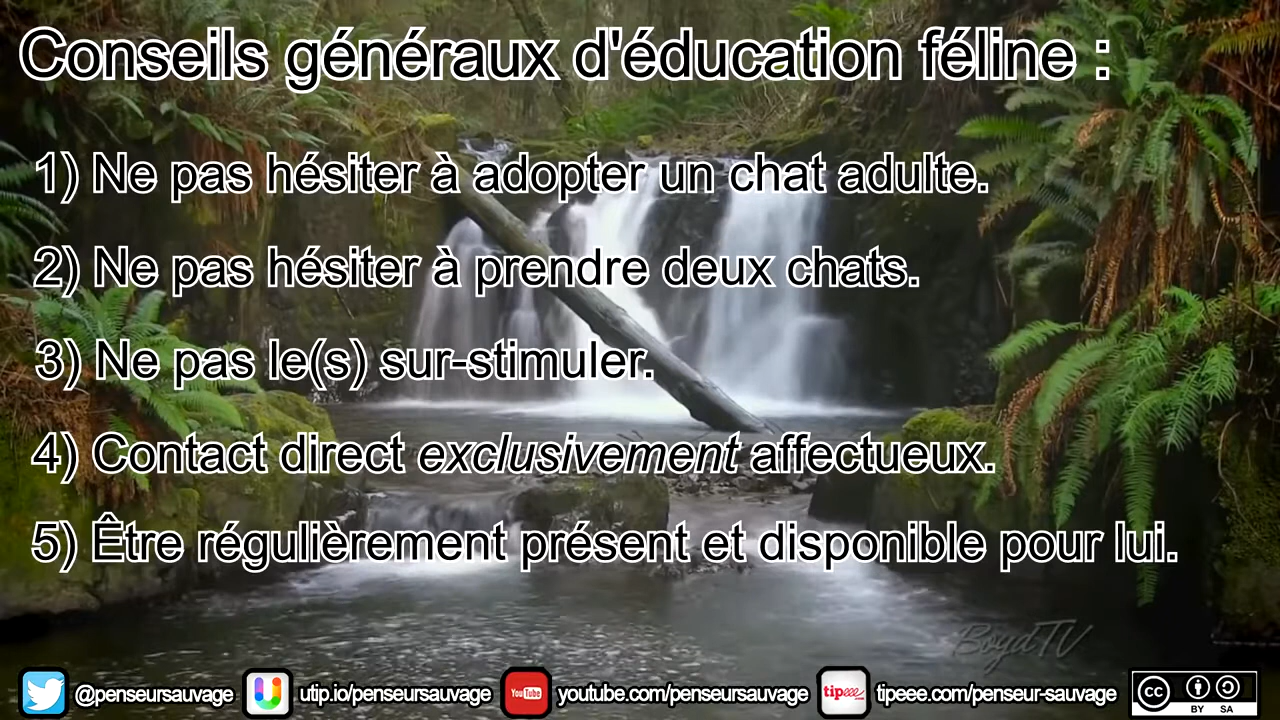 Conseils généraux d'éducation féline :
1) Ne pas hésiter à adopter un chat adulte.
2) Ne pas hésiter à prendre deux chats.
3) Ne pas le(s) sur-stimuler.
4) Contact direct exclusivement affectueux.
5) Être régulièrement présent et disponible pour lui.
BoydTV
@penseursauvage utip.io/penseursauvage YouTube youtube.com/penseursauvage tipeee tipeee.com/penseur-sauvage cc
BY SA